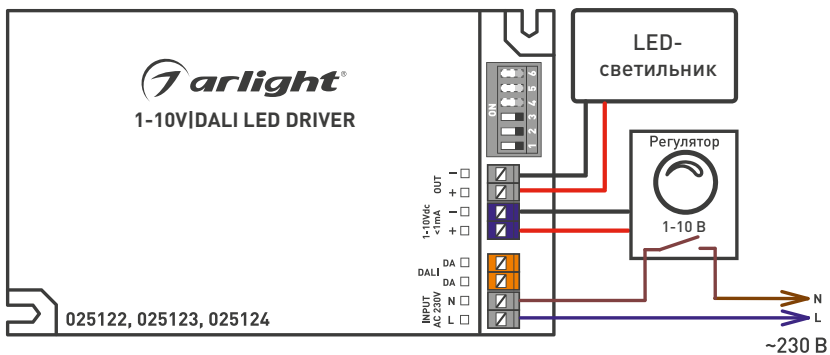 arlight®
1-10V|DALI LED DRIVER
025122, 025123, 025124
ON
1 2 3 4 5 6
OUT
−
+
1-10Vdc
<1mA
−
+
DALI
DA
DA
INPUT
AC 230V
N
L
LED-
светильник
Регулятор
1-10 В
N
L
~230 В